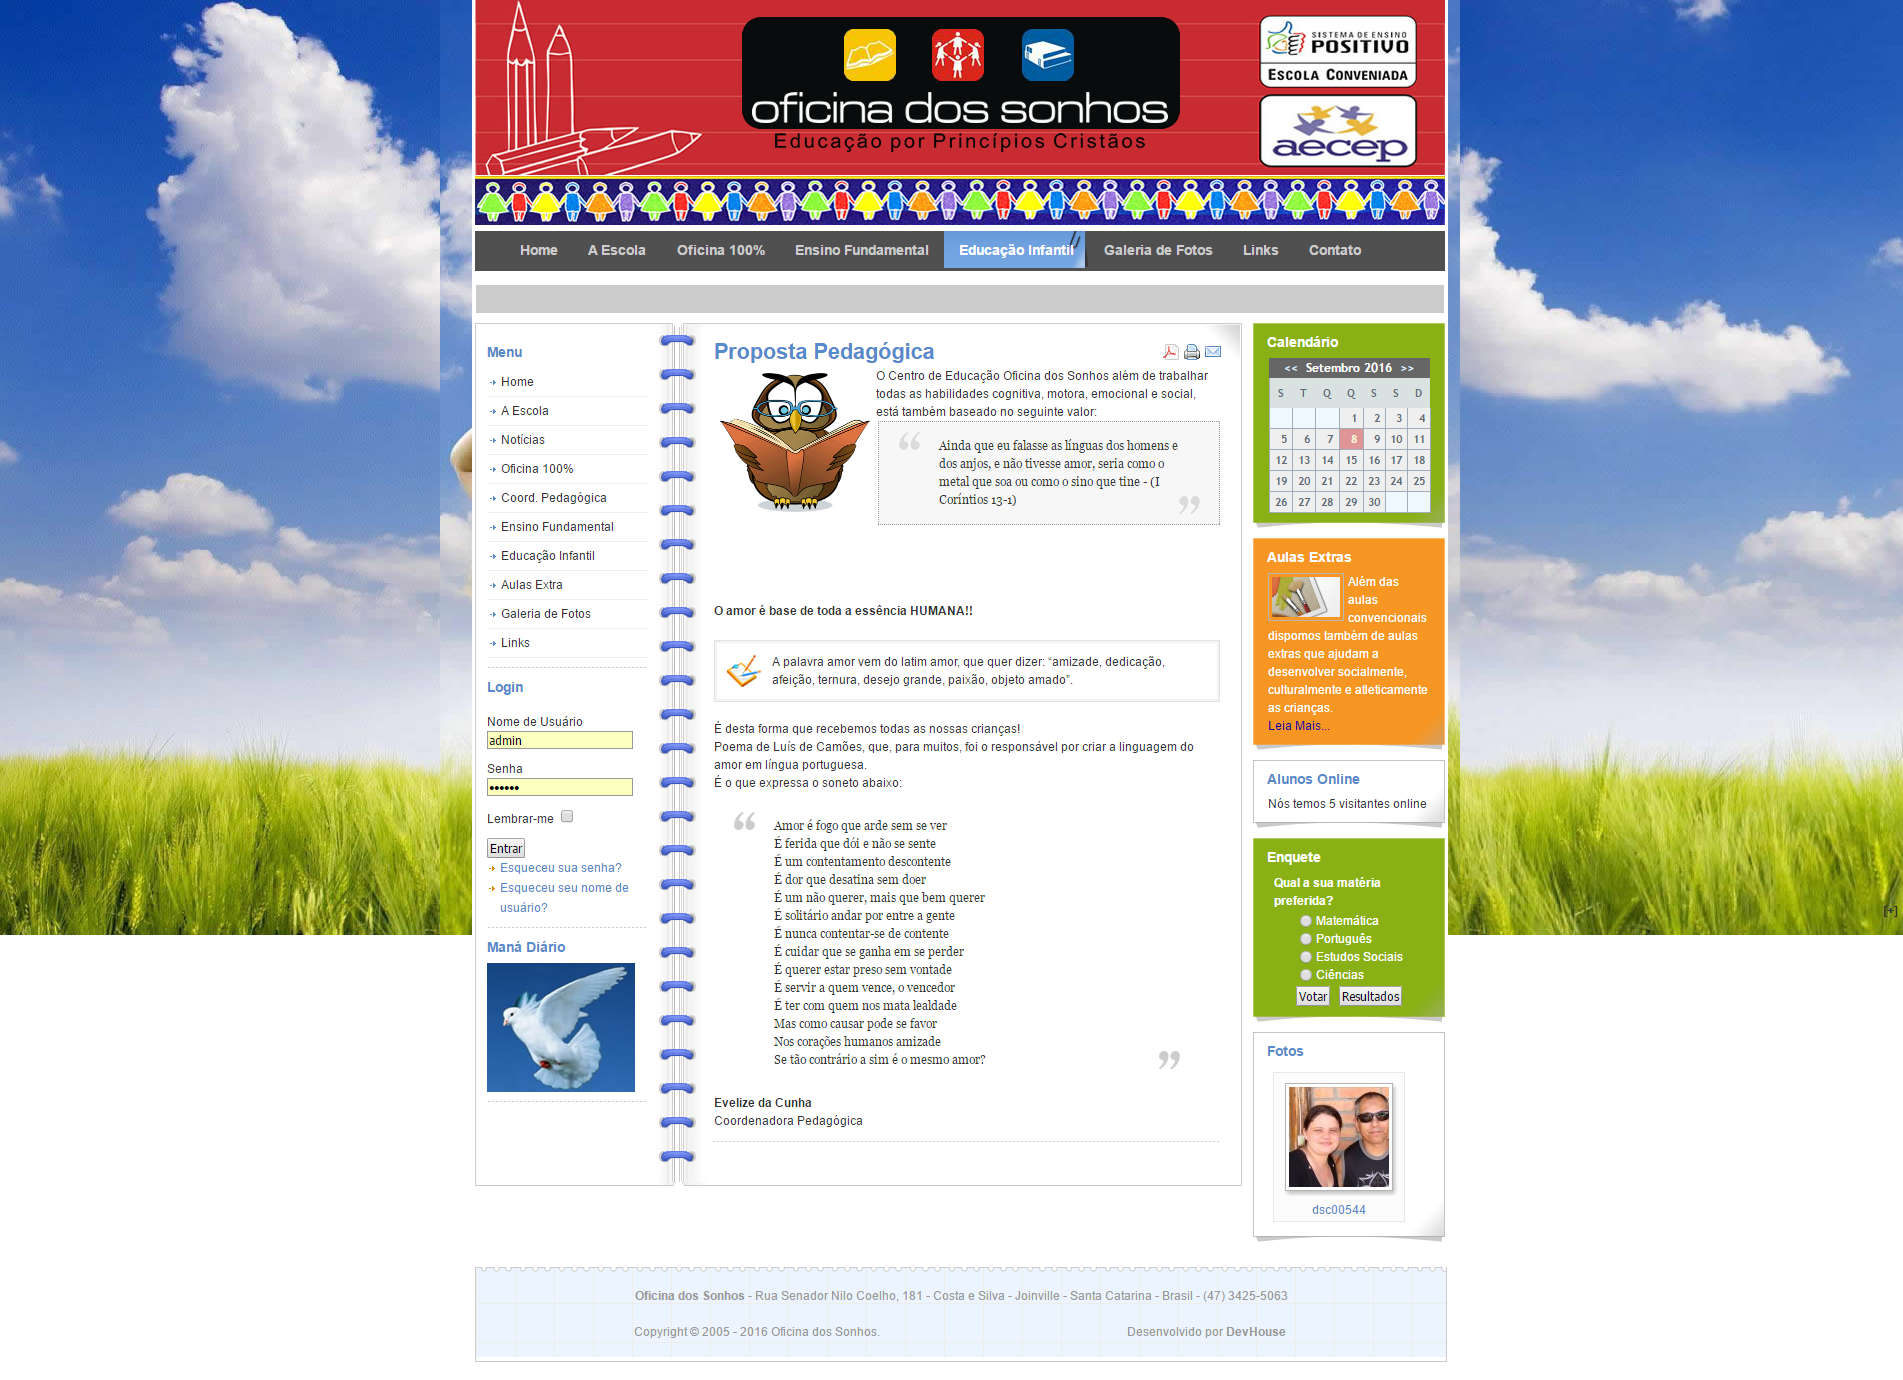 oficina dos sonhos
Educação por Princípios Cristãos
SISTEMA DE ENSINO
POSITIVO
ESCOLA CONVENIADA
aecep
Home A Escola Oficina 100% Ensino Fundamental Educação Infantil Galeria de Fotos Links Contato
Menu
Home
A Escola
Notícias
Oficina 100%
Coord. Pedagógica
Ensino Fundamental
Educação Infantil
Aulas Extra
Galeria de Fotos
Links
Login
Nome de Usuário
admin
Senha
••••••
Lembrar-me
Entrar
Esqueceu sua senha?
Esqueceu seu nome de
usuário?
Maná Diário
Proposta Pedagógica
O Centro de Educação Oficina dos Sonhos além de trabalhar
todas as habilidades cognitiva, motora, emocional e social,
está também baseado no seguinte valor:
Ainda que eu falasse as línguas dos homens e
dos anjos, e não tivesse amor, seria como o
metal que soa ou como o sino que tine - (I
Coríntios 13-1)
O amor é base de toda a essência HUMANA!!
A palavra amor vem do latim amor, que quer dizer: “amizade, dedicação,
afeição, ternura, desejo grande, paixão, objeto amado”.
É desta forma que recebemos todas as nossas crianças!
Poema de Luís de Camões, que, para muitos, foi o responsável por criar a linguagem do
amor em língua portuguesa.
É o que expressa o soneto abaixo:
Amor é fogo que arde sem se ver
É ferida que dói e não se sente
É um contentamento descontente
É dor que desatina sem doer
É um não querer, mais que bem querer
É solitário andar por entre a gente
É nunca contentar-se de contente
É cuidar que se ganha em se perder
É querer estar preso sem vontade
É servir a quem vence, o vencedor
É ter com quem nos mata lealdade
Mas como causar pode se favor
Nos corações humanos amizade
Se tão contrário a sim é o mesmo amor?
Evelize da Cunha
Coordenadora Pedagógica
Calendário
<< Setembro 2016 >>
S T Q Q S S D
1 2 3 4
5 6 7 8 9 10 11
12 13 14 15 16 17 18
19 20 21 22 23 24 25
26 27 28 29 30
Aulas Extras
Além das
aulas
convencionais
dispomos também de aulas
extras que ajudam a
desenvolver socialmente,
culturalmente e atleticamente
as crianças.
Leia Mais...
Alunos Online
Nós temos 5 visitantes online
Enquete
Qual a sua matéria
preferida?
Matemática
Português
Estudos Sociais
Ciências
Votar Resultados
[+]
Fotos
dsc00544
Oficina dos Sonhos - Rua Senador Nilo Coelho, 181 - Costa e Silva - Joinville - Santa Catarina - Brasil - (47) 3425-5063
Copyright © 2005 - 2016 Oficina dos Sonhos. Desenvolvido por DevHouse